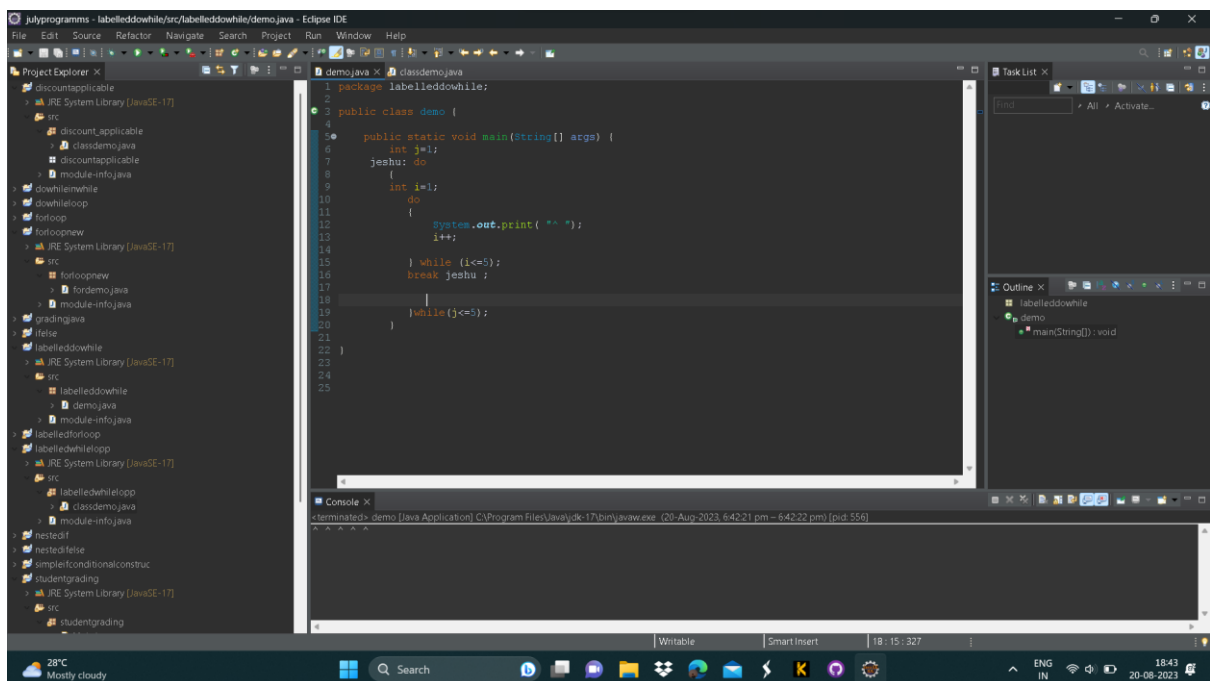 julyprogramms - labelleddowhile/src/labelleddowhile/demo.java - Eclipse IDE
File Edit Source Refactor Navigate Search Project Run Window Help
Project Explorer
discountapplicable
JRE System Library [JavaSE-17]
src
discount_applicable
classdemo.java
discountapplicable
module-info.java
dowhileinwhile
dowhileloop
forloop
forloopnew
JRE System Library [JavaSE-17]
src
forloopnew
fordemo.java
module-info.java
gradingjava
ifelse
labelleddowhile
JRE System Library [JavaSE-17]
src
labelleddowhile
demo.java
module-info.java
labelledforloop
labelledwhilelopp
JRE System Library [JavaSE-17]
src
labelledwhilelopp
classdemo.java
module-info.java
nestedif
nestedifelse
simpleifconditionalconstruc
studentgrading
JRE System Library [JavaSE-17]
src
studentgrading
demo.java classdemo.java
1 package labelleddowhile;
2
3 public class demo {
4
5 public static void main(String[] args) {
6 int j=1;
7 jeshu: do
8 {
9 int i=1;
10 do
11 {
12 System.out.print( "^ ");
13 i++;
14
15 } while (i<=5);
16 break jeshu ;
17
18
19 }while(j<=5);
20 }
21
22 }
23
24
25
Task List
Find All Activate...
Outline
labelleddowhile
demo
main(String[]) : void
Console
<terminated> demo [Java Application] C:\Program Files\Java\jdk-17\bin\javaw.exe (20-Aug-2023, 6:42:21 pm – 6:42:22 pm) [pid: 556]
^ ^ ^ ^ ^
Writable Smart Insert 18 : 15 : 327
28°C
Mostly cloudy
Search
ENG
IN
18:43
20-08-2023